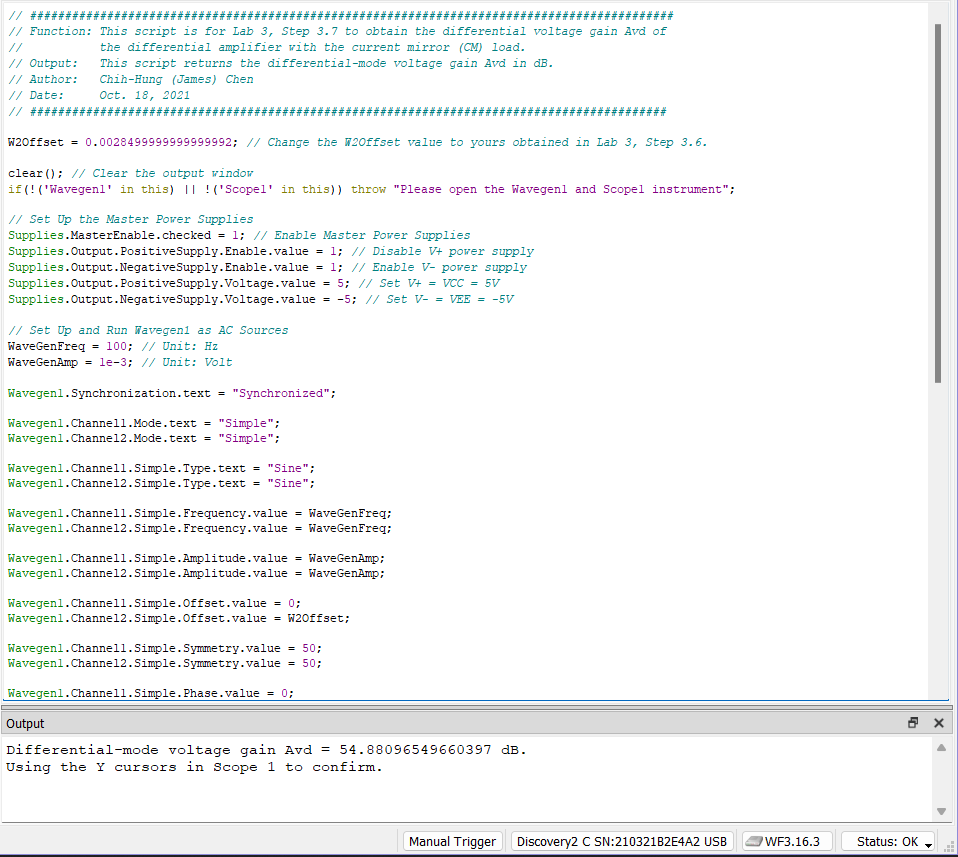 // ###########################################################################################
// Function: This script is for Lab 3, Step 3.7 to obtain the differential voltage gain Avd of
//           the differential amplifier with the current mirror (CM) load.
// Output:   This script returns the differential-mode voltage gain Avd in dB.
// Author:   Chih-Hung (James) Chen
// Date:     Oct. 18, 2021
// ##########################################################################################
W2Offset = 0.0028499999999999992; // Change the W2Offset value to yours obtained in Lab 3, Step 3.6.
clear(); // Clear the output window
if(!('Wavegen1' in this) || !('Scope1' in this)) throw "Please open the Wavegen1 and Scope1 instrument";
// Set Up the Master Power Supplies
Supplies.MasterEnable.checked = 1; // Enable Master Power Supplies
Supplies.Output.PositiveSupply.Enable.value = 1; // Disable V+ power supply
Supplies.Output.NegativeSupply.Enable.value = 1; // Enable V- power supply
Supplies.Output.PositiveSupply.Voltage.value = 5; // Set V+ = VCC = 5V
Supplies.Output.NegativeSupply.Voltage.value = -5; // Set V- = VEE = -5V
// Set Up and Run Wavegen1 as AC Sources
WaveGenFreq = 100; // Unit: Hz
WaveGenAmp = 1e-3; // Unit: Volt
Wavegen1.Synchronization.text = "Synchronized";
Wavegen1.Channel1.Mode.text = "Simple";
Wavegen1.Channel2.Mode.text = "Simple";
Wavegen1.Channel1.Simple.Type.text = "Sine";
Wavegen1.Channel2.Simple.Type.text = "Sine";
Wavegen1.Channel1.Simple.Frequency.value = WaveGenFreq;
Wavegen1.Channel2.Simple.Frequency.value = WaveGenFreq;
Wavegen1.Channel1.Simple.Amplitude.value = WaveGenAmp;
Wavegen1.Channel2.Simple.Amplitude.value = WaveGenAmp;
Wavegen1.Channel1.Simple.Offset.value = 0;
Wavegen1.Channel2.Simple.Offset.value = W2Offset;
Wavegen1.Channel1.Simple.Symmetry.value = 50;
Wavegen1.Channel2.Simple.Symmetry.value = 50;
Wavegen1.Channel1.Simple.Phase.value = 0;
Output
Differential-mode voltage gain Avd = 54.88096549660397 dB.
Using the Y cursors in Scope 1 to confirm.
Manual Trigger Discovery2 C SN:210321B2E4A2 USB WF3.16.3 Status: OK